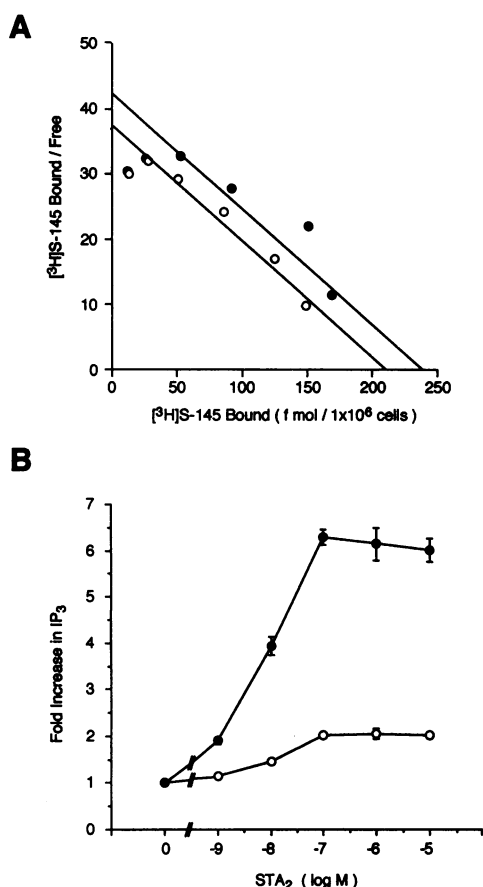 A
50
40
30
20
10
0
[³H]S-145 Bound / Free
0 50 100 150 200 250
[³H]S-145 Bound ( f mol / 1x10⁶ cells )
B
7
6
5
4
3
2
1
0
Fold Increase in IP₃
0 -9 -8 -7 -6 -5
STA₂ ( log M )